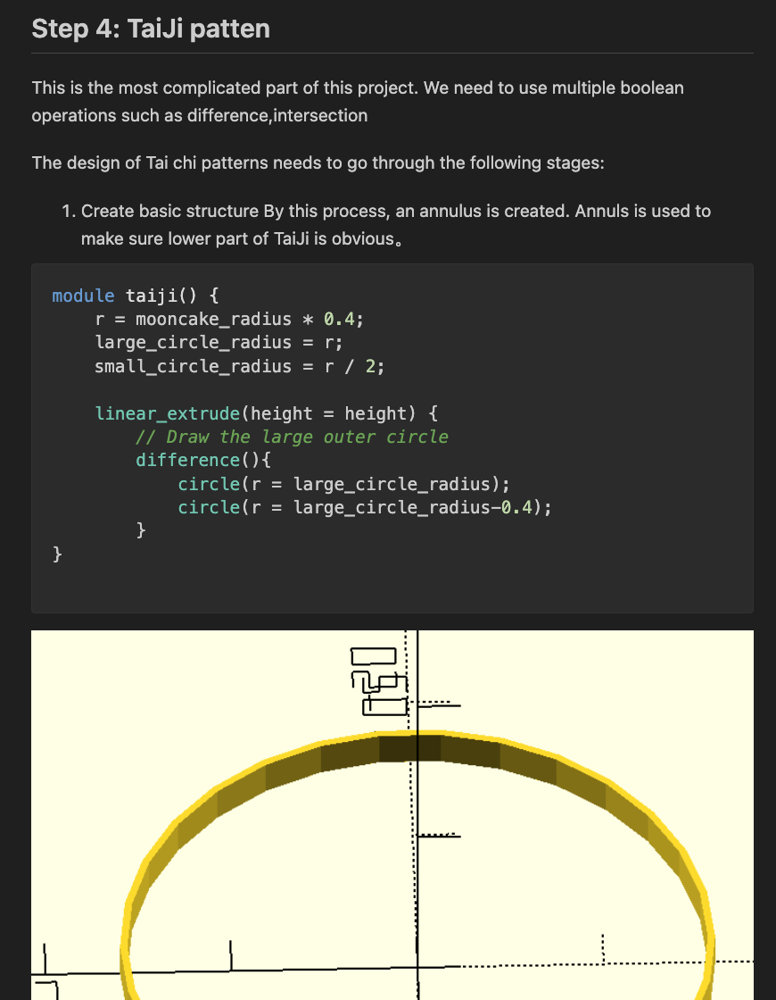 Step 4: TaiJi patten
This is the most complicated part of this project. We need to use multiple boolean
operations such as difference,intersection
The design of Tai chi patterns needs to go through the following stages:
1. Create basic structure By this process, an annulus is created. Annuls is used to
make sure lower part of TaiJi is obvious。
module taiji() {
    r = mooncake_radius * 0.4;
    large_circle_radius = r;
    small_circle_radius = r / 2;
    linear_extrude(height = height) {
        // Draw the large outer circle
        difference(){
            circle(r = large_circle_radius);
            circle(r = large_circle_radius-0.4);
        }
}